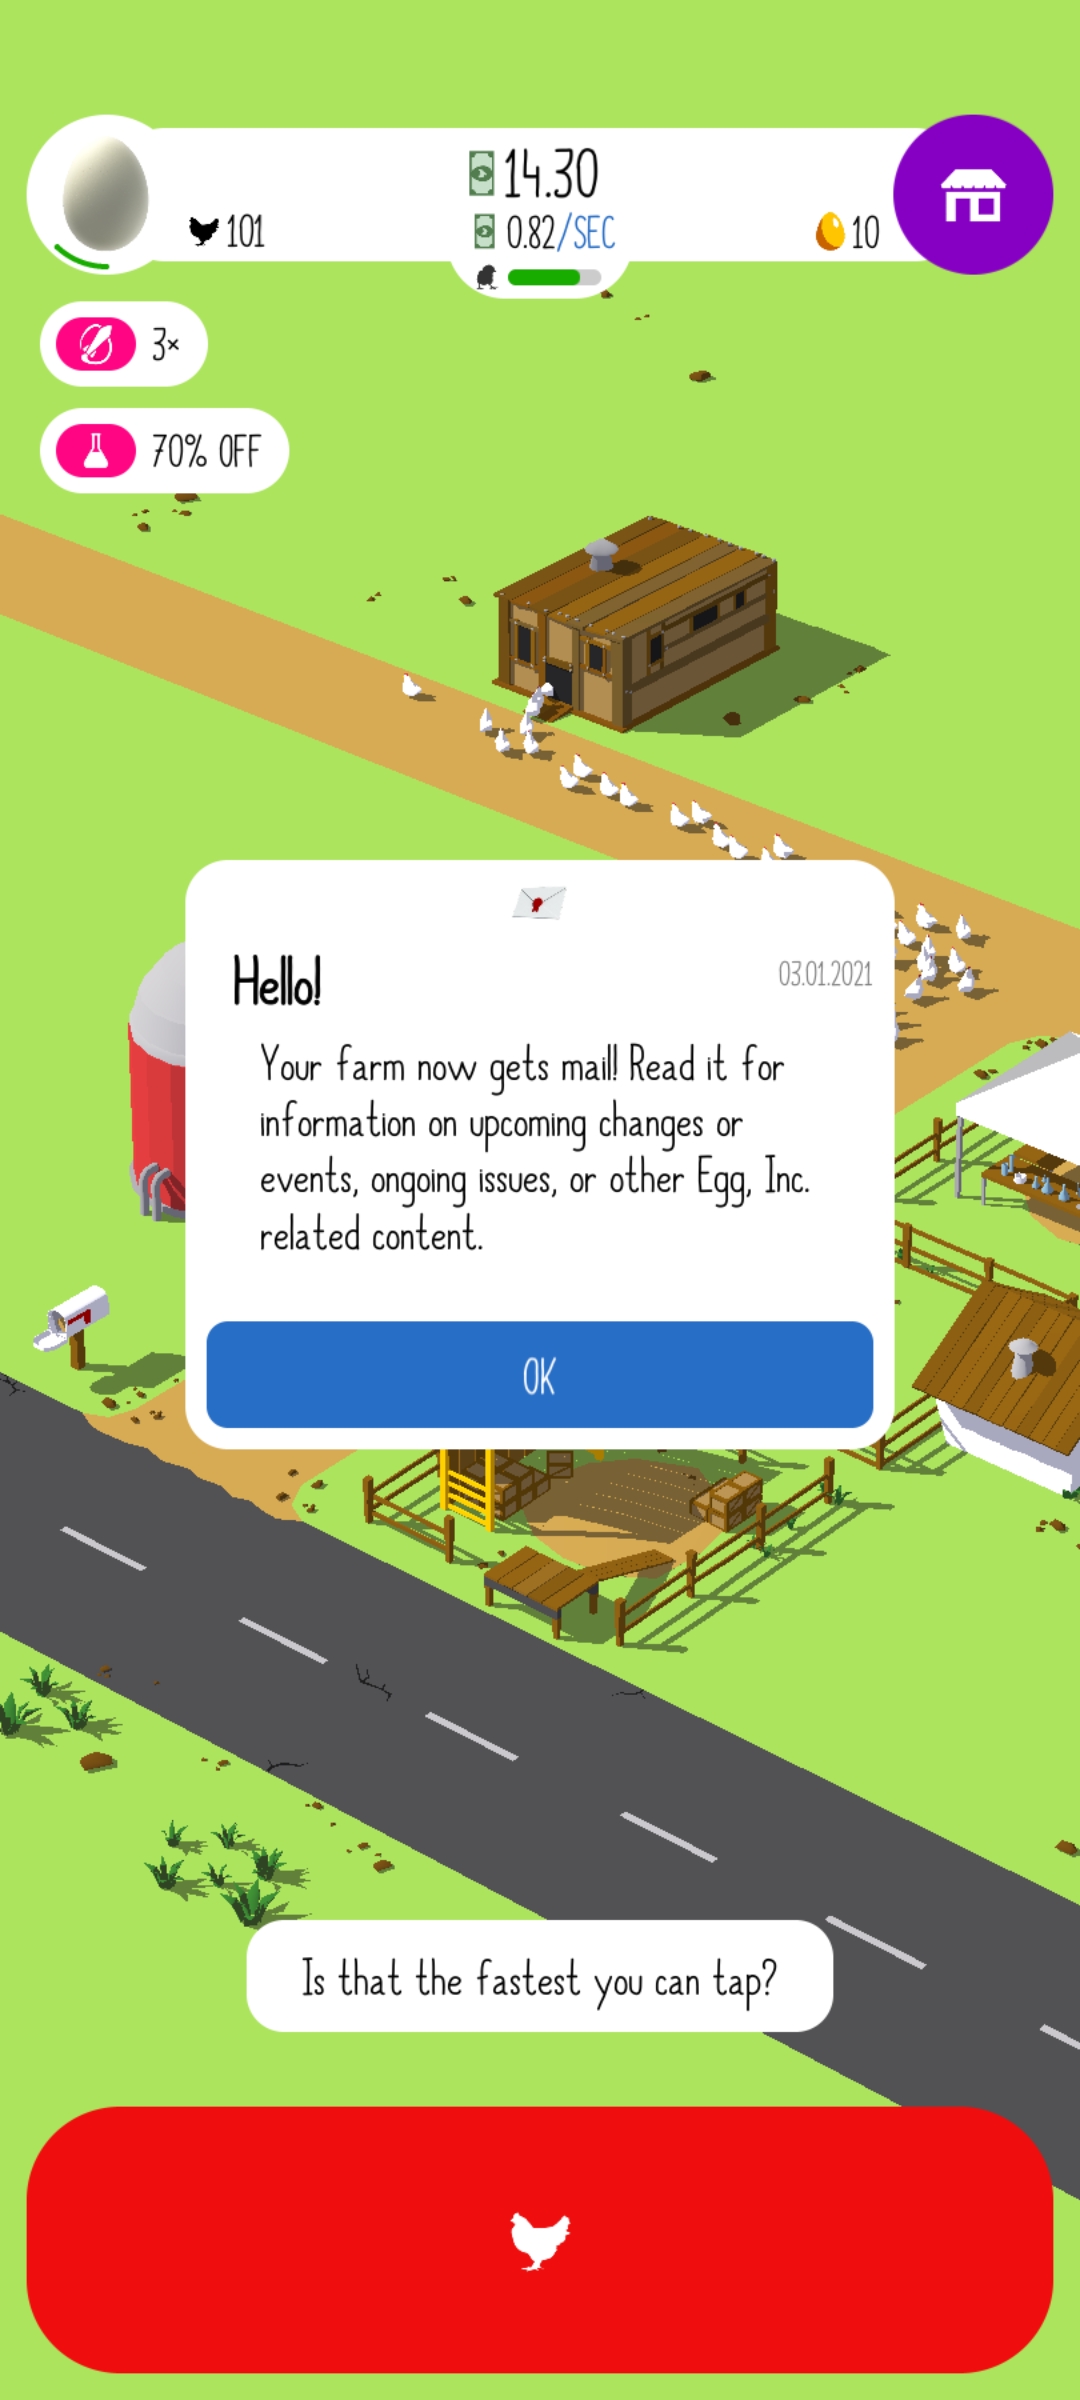 14.30
101
0.82/SEC
10
3×
70% OFF
Hello!
03.01.2021
Your farm now gets mail! Read it for
information on upcoming changes or
events, ongoing issues, or other Egg, Inc.
related content.
OK
Is that the fastest you can tap?